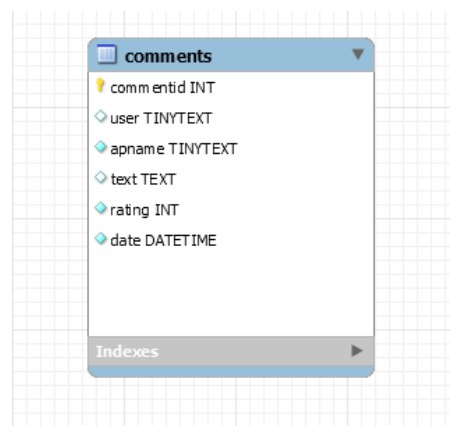 comments
commentid INT
user TINYTEXT
apname TINYTEXT
text TEXT
rating INT
date DATETIME
Indexes